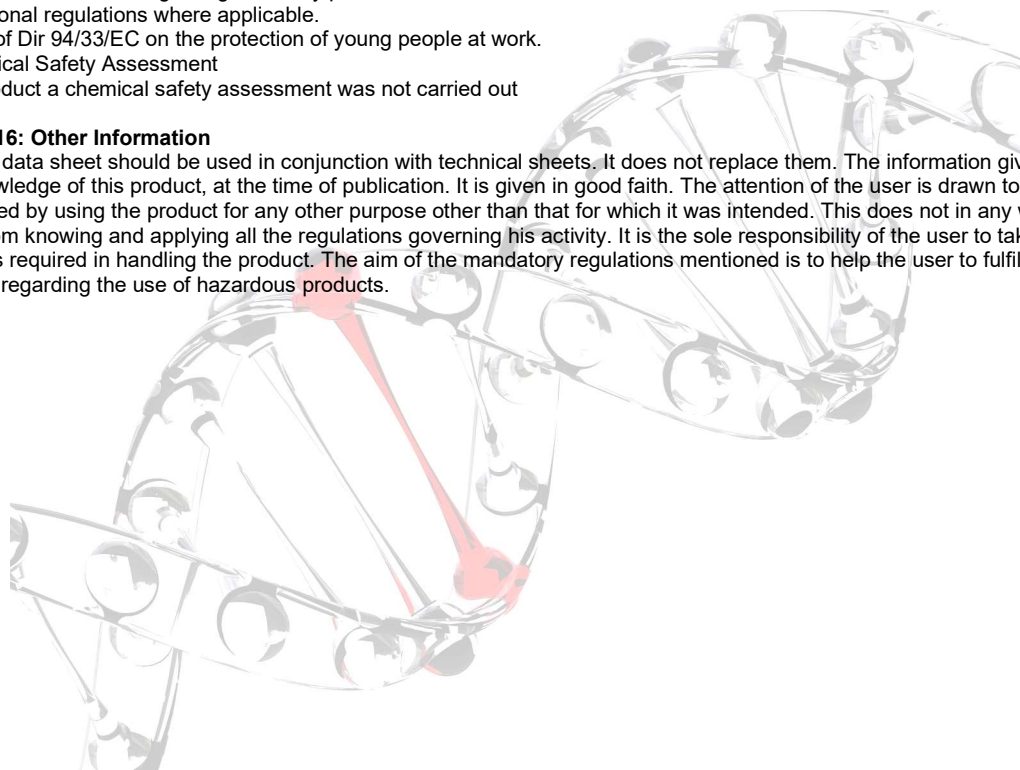 onal regulations where applicable.
of Dir 94/33/EC on the protection of young people at work.
ical Safety Assessment
duct a chemical safety assessment was not carried out
16: Other Information
data sheet should be used in conjunction with technical sheets. It does not replace them. The information giv
wledge of this product, at the time of publication. It is given in good faith. The attention of the user is drawn to
ed by using the product for any other purpose other than that for which it was intended. This does not in any w
om knowing and applying all the regulations governing his activity. It is the sole responsibility of the user to tak
s required in handling the product. The aim of the mandatory regulations mentioned is to help the user to fulfil
regarding the use of hazardous products.